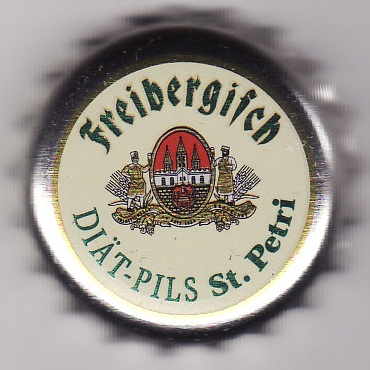 Freibergisch
DIÄT-PILS St. Petri